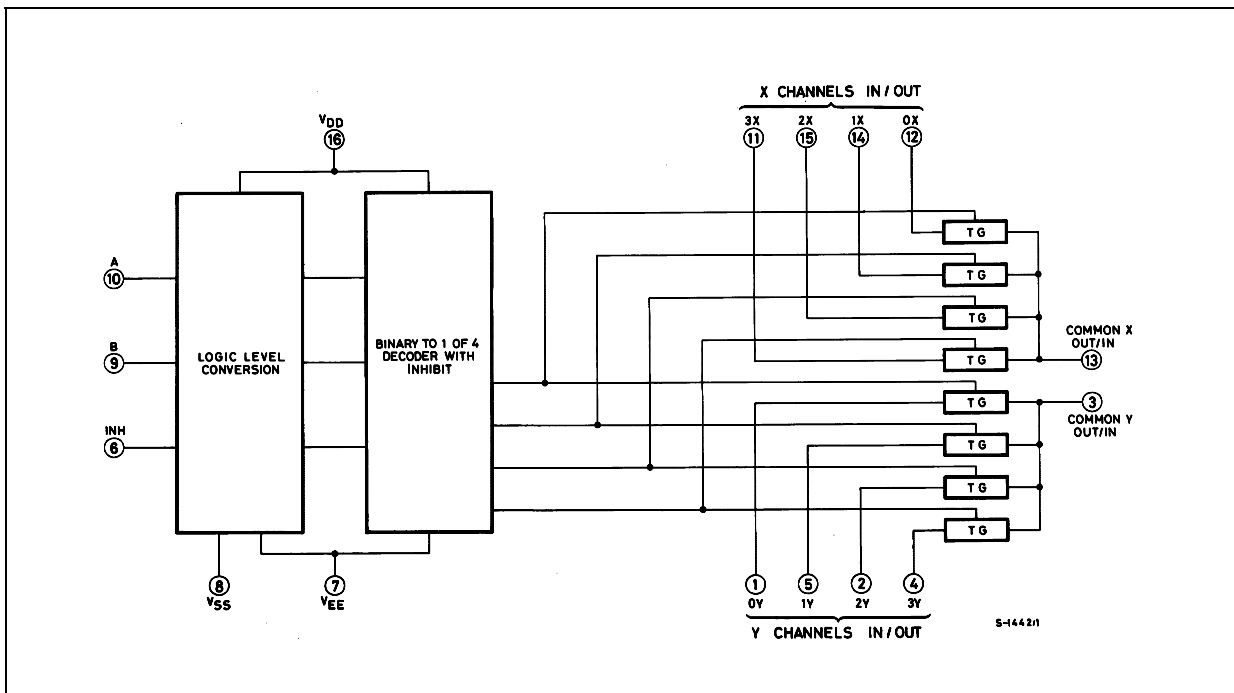 X CHANNELS IN/OUT
3X 2X 1X 0X
11 15 14 12
VDD
16
A
10
B
9
INH
6
LOGIC LEVEL
CONVERSION
BINARY TO 1 OF 4
DECODER WITH
INHIBIT
8
VSS
7
VEE
TG
TG
TG
TG
TG
TG
TG
TG
COMMON X
OUT/IN
13
3
COMMON Y
OUT/IN
1 5 2 4
0Y 1Y 2Y 3Y
Y CHANNELS IN/OUT
S-1442/1